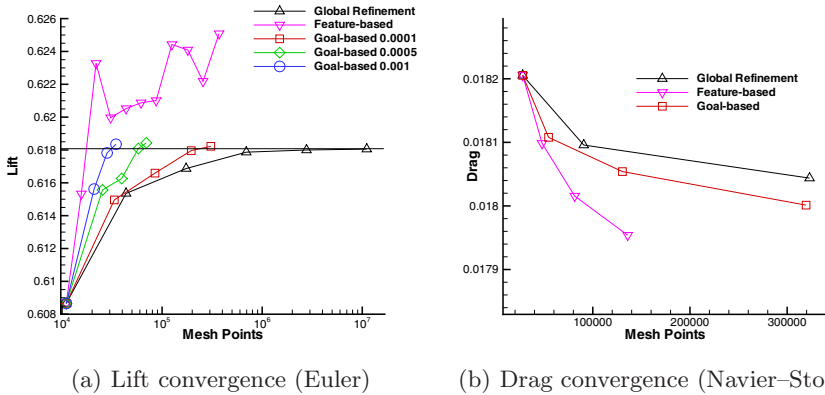 Global Refinement
Feature-based
Goal-based 0.0001
Goal-based 0.0005
Goal-based 0.001
0.626
0.624
0.622
0.62
0.618
0.616
0.614
0.612
0.61
0.608
Lift
10^4
10^5
10^6
10^7
Mesh Points
(a) Lift convergence (Euler)
Global Refinement
Feature-based
Goal-based
0.0182
0.0181
0.018
0.0179
Drag
100000
200000
300000
Mesh Points
(b) Drag convergence (Navier–Sto